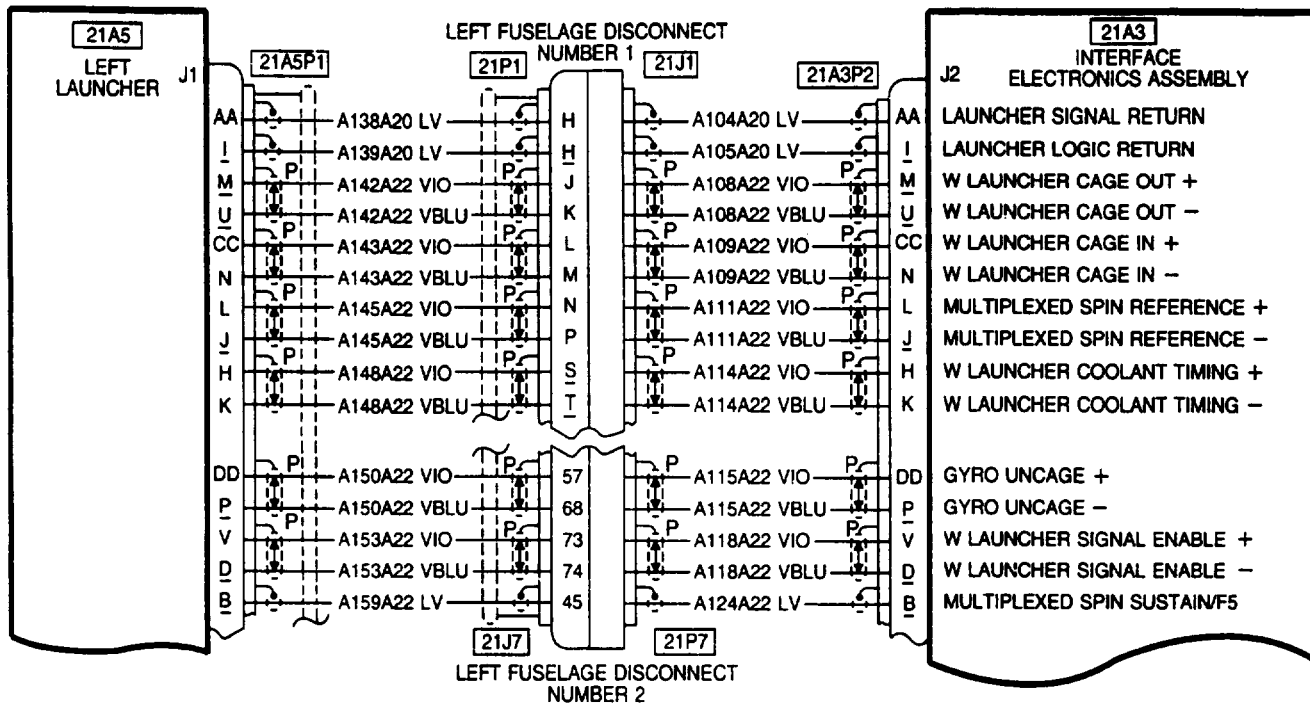 21A5
LEFT
LAUNCHER
J1
21A5P1
LEFT FUSELAGE DISCONNECT
NUMBER 1
21P1
21J1
21A3P2
J2
21A3
INTERFACE
ELECTRONICS ASSEMBLY
AA A138A20 LV H A104A20 LV AA LAUNCHER SIGNAL RETURN
I A139A20 LV H A105A20 LV I LAUNCHER LOGIC RETURN
M P A142A22 VIO P J P A108A22 VIO P M W LAUNCHER CAGE OUT +
U A142A22 VBLU K A108A22 VBLU U W LAUNCHER CAGE OUT −
CC P A143A22 VIO P L P A109A22 VIO P CC W LAUNCHER CAGE IN +
N A143A22 VBLU M A109A22 VBLU N W LAUNCHER CAGE IN −
L P A145A22 VIO P N P A111A22 VIO P L MULTIPLEXED SPIN REFERENCE +
J A145A22 VBLU P A111A22 VBLU J MULTIPLEXED SPIN REFERENCE −
H P A148A22 VIO P S P A114A22 VIO P H W LAUNCHER COOLANT TIMING +
K A148A22 VBLU T A114A22 VBLU K W LAUNCHER COOLANT TIMING −
DD P A150A22 VIO P 57 P A115A22 VIO P DD GYRO UNCAGE +
P A150A22 VBLU 68 A115A22 VBLU P GYRO UNCAGE −
V P A153A22 VIO P 73 P A118A22 VIO P V W LAUNCHER SIGNAL ENABLE +
D A153A22 VBLU 74 A118A22 VBLU D W LAUNCHER SIGNAL ENABLE −
B A159A22 LV 45 A124A22 LV B MULTIPLEXED SPIN SUSTAIN/F5
21J7
21P7
LEFT FUSELAGE DISCONNECT
NUMBER 2